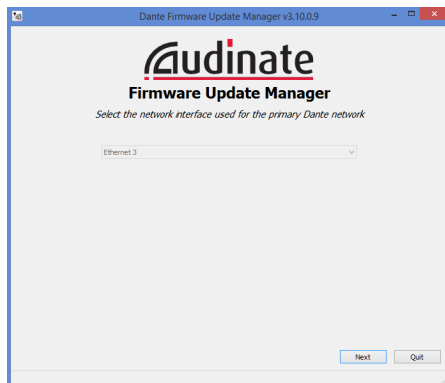 Dante Firmware Update Manager v3.10.0.9
Audinate
Firmware Update Manager
Select the network interface used for the primary Dante network
Ethernet 3
Next
Quit